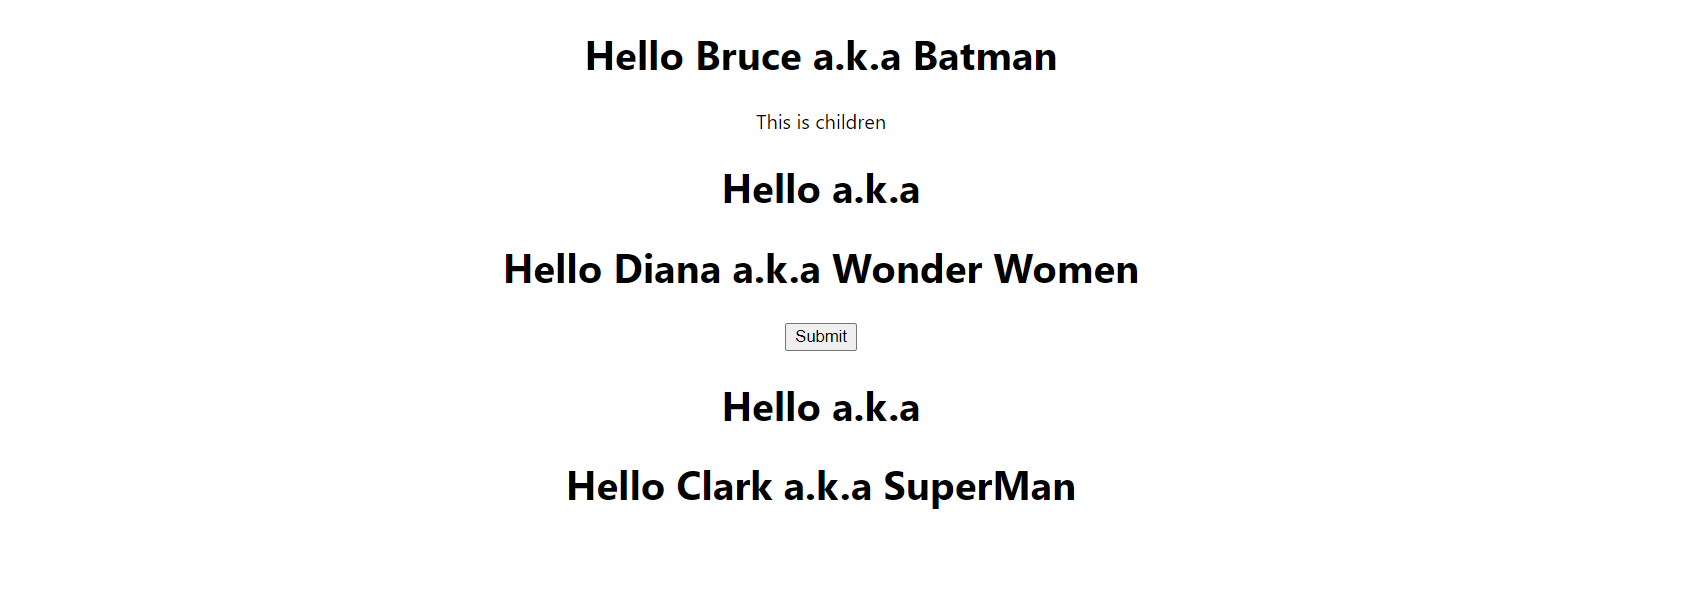 Hello Bruce a.k.a Batman
This is children
Hello a.k.a
Hello Diana a.k.a Wonder Women
Submit
Hello a.k.a
Hello Clark a.k.a SuperMan